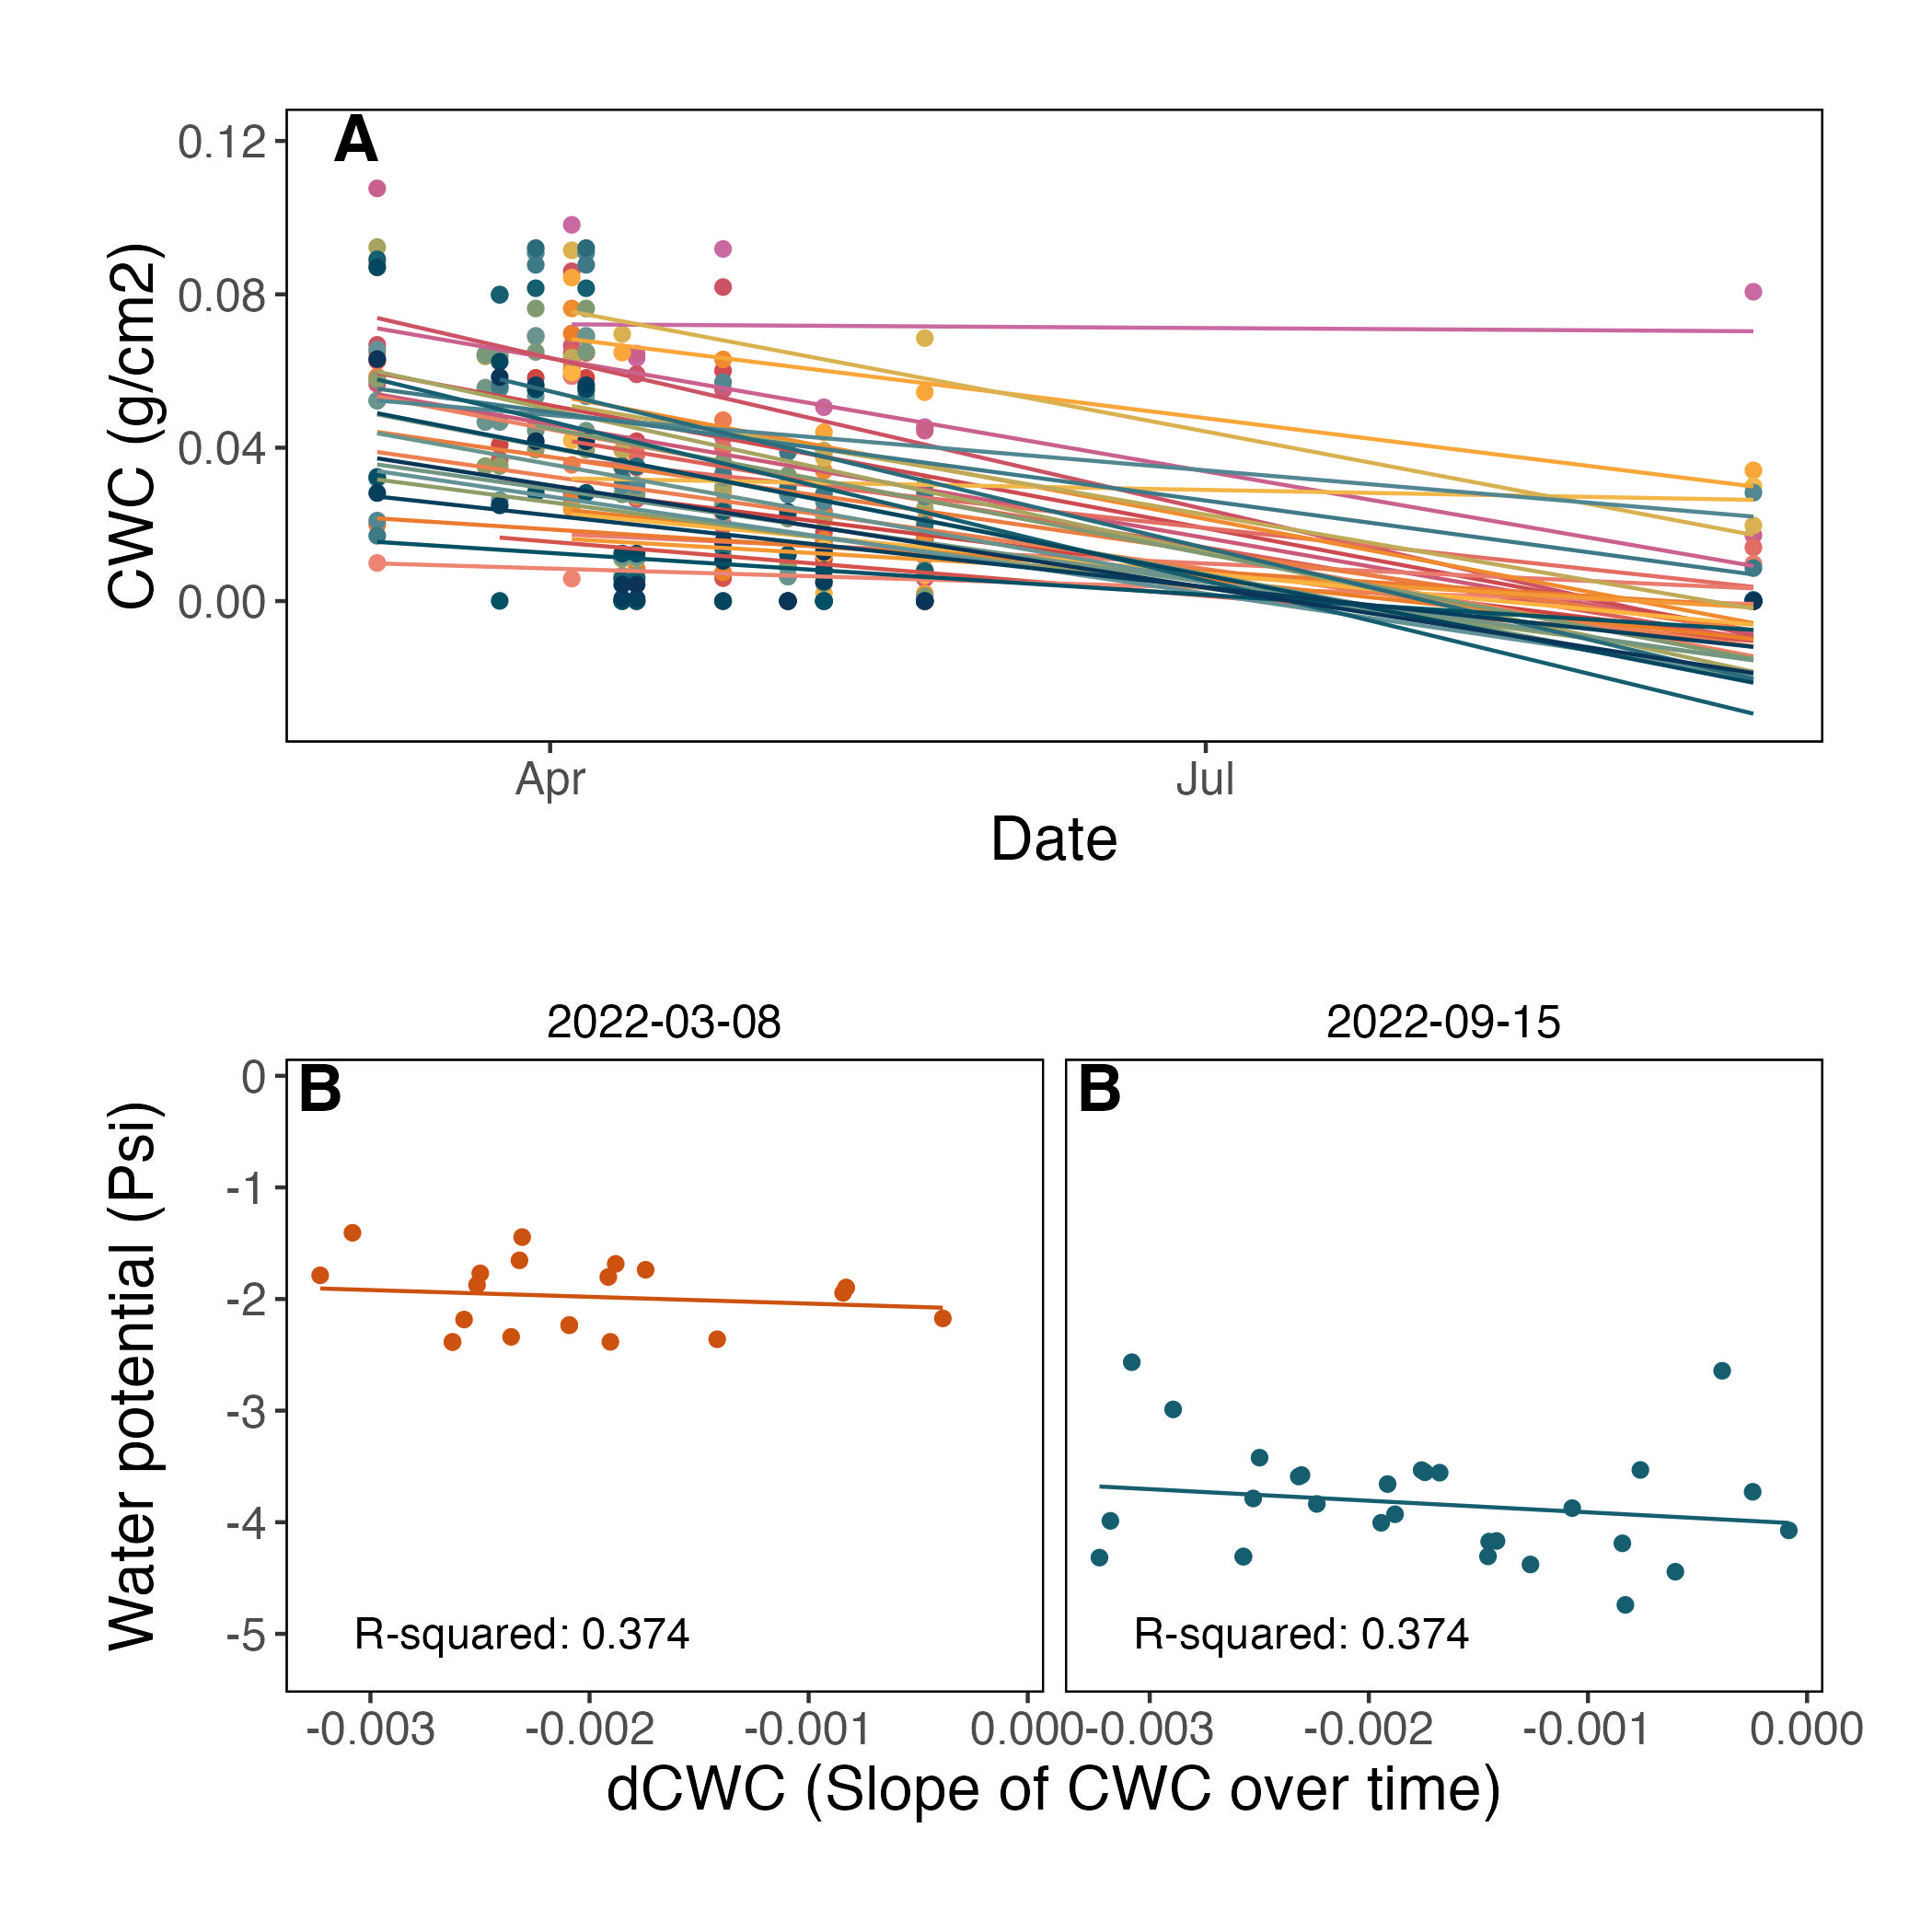 A
0.12
0.08
0.04
0.00
CWC (g/cm2)
Apr
Jul
Date
2022-03-08
2022-09-15
B
B
0
-1
-2
-3
-4
-5
Water potential (Psi)
R-squared: 0.374
R-squared: 0.374
-0.003
-0.002
-0.001
0.000
-0.003
-0.002
-0.001
0.000
dCWC (Slope of CWC over time)